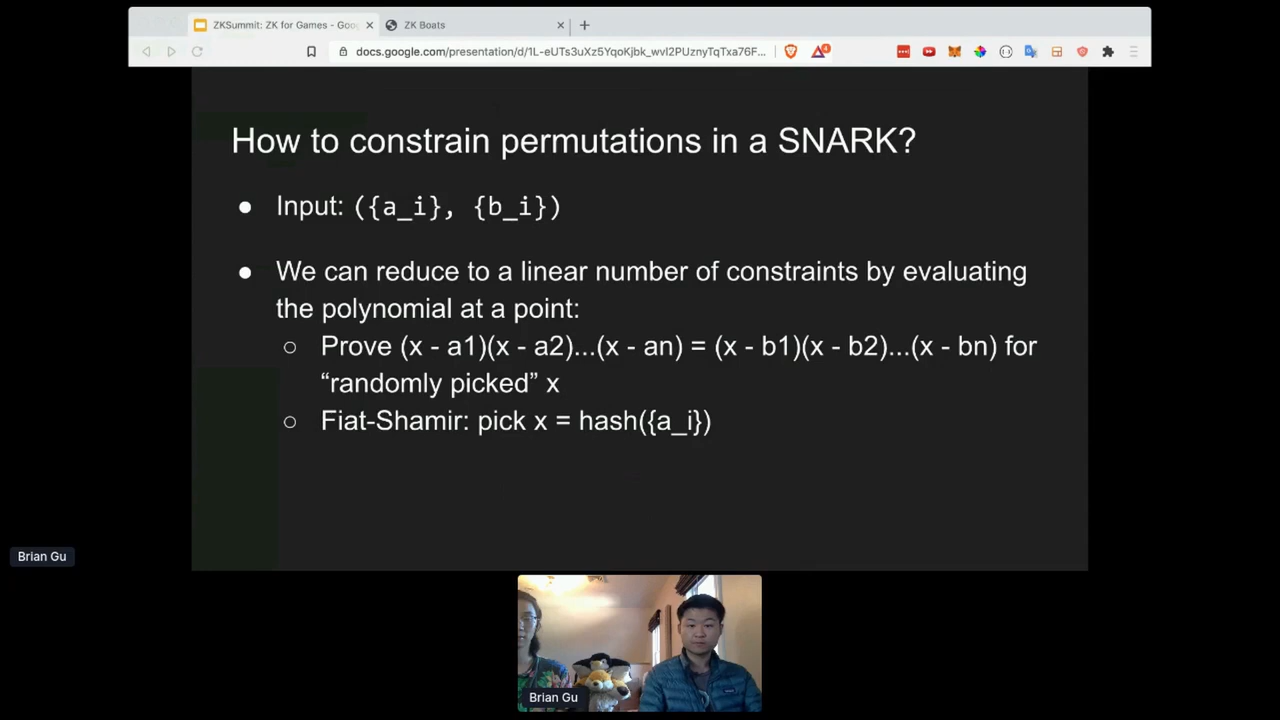 ZKSummit: ZK for Games - Goo
ZK Boats
docs.google.com/presentation/d/1L-eUTs3uXz5YqoKjbk_wvI2PUznyTqTxa76F...
4
How to constrain permutations in a SNARK?
Input: ({a_i}, {b_i})
We can reduce to a linear number of constraints by evaluating
the polynomial at a point:
Prove (x - a1)(x - a2)...(x - an) = (x - b1)(x - b2)...(x - bn) for
“randomly picked” x
Fiat-Shamir: pick x = hash({a_i})
Brian Gu
Brian Gu